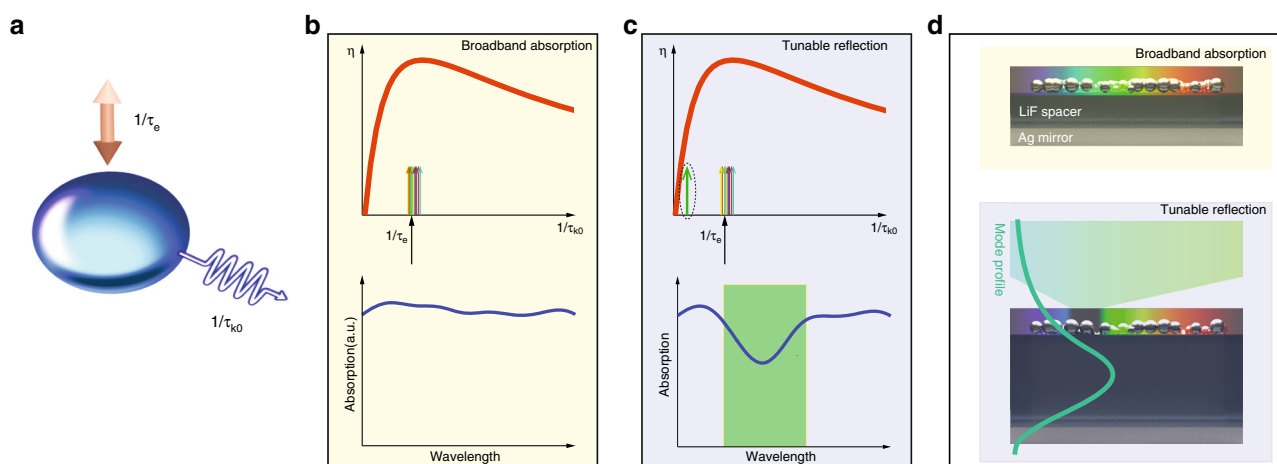 a
1/τe
1/τk0
b
Broadband absorption
η
1/τk0
1/τe
Absorption(a.u.)
Wavelength
c
Tunable reflection
η
1/τk0
1/τe
Absorption
Wavelength
d
Broadband absorption
LiF spacer
Ag mirror
Tunable reflection
Mode profile